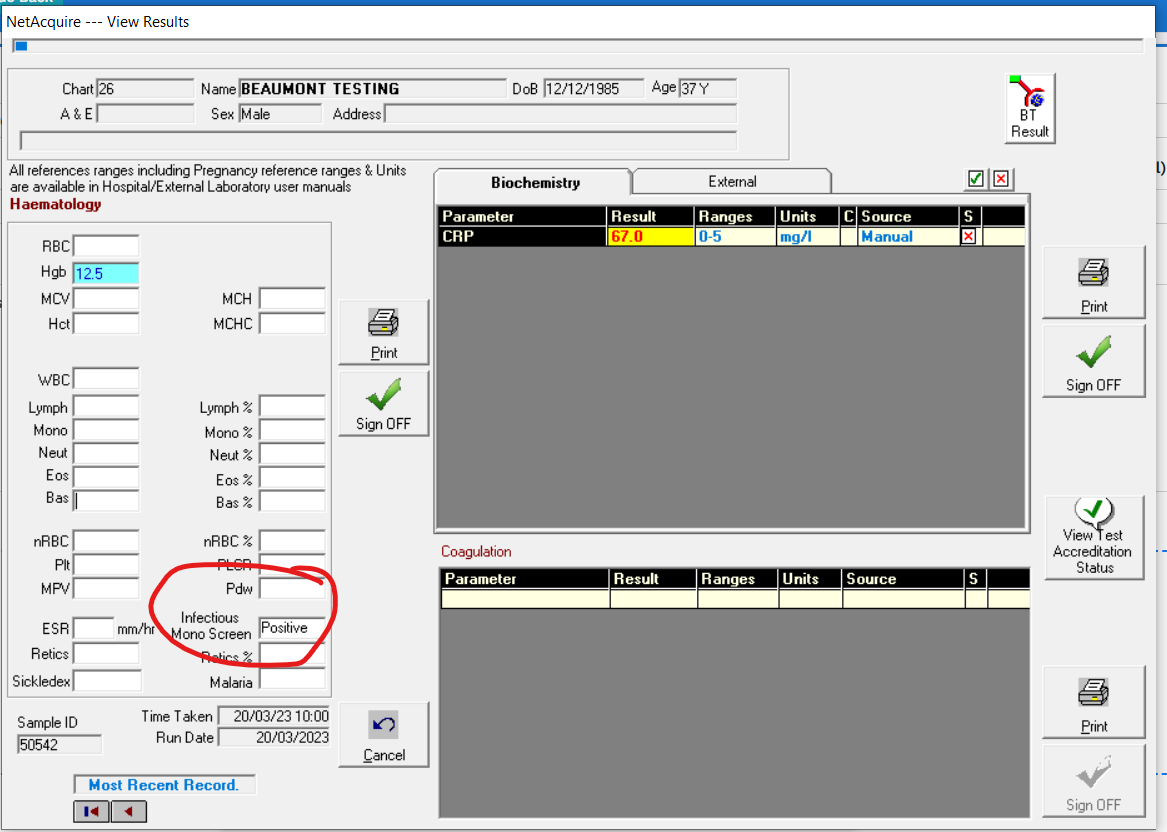 NetAcquire --- View Results
Chart 26 Name BEAUMONT TESTING DoB 12/12/1985 Age 37 Y
A & E Sex Male Address
BT
Result
All references ranges including Pregnancy reference ranges & Units
are available in Hospital/External Laboratory user manuals
Haematology
RBC
Hgb 12.5
MCV MCH
Hct MCHC
Print
Sign OFF
WBC
Lymph Lymph %
Mono Mono %
Neut Neut %
Eos Eos %
Bas Bas %
nRBC nRBC %
Plt PLCR
MPV Pdw
ESR mm/hr Infectious
Mono Screen Positive
Retics Retics %
Sickledex Malaria
Sample ID
50542
Time Taken 20/03/23 10:00
Run Date 20/03/2023
Cancel
Most Recent Record.
Biochemistry External
Parameter Result Ranges Units C Source S
CRP 67.0 0-5 mg/l Manual
Print
Sign OFF
View Test
Accreditation
Status
Coagulation
Parameter Result Ranges Units Source S
Print
Sign OFF